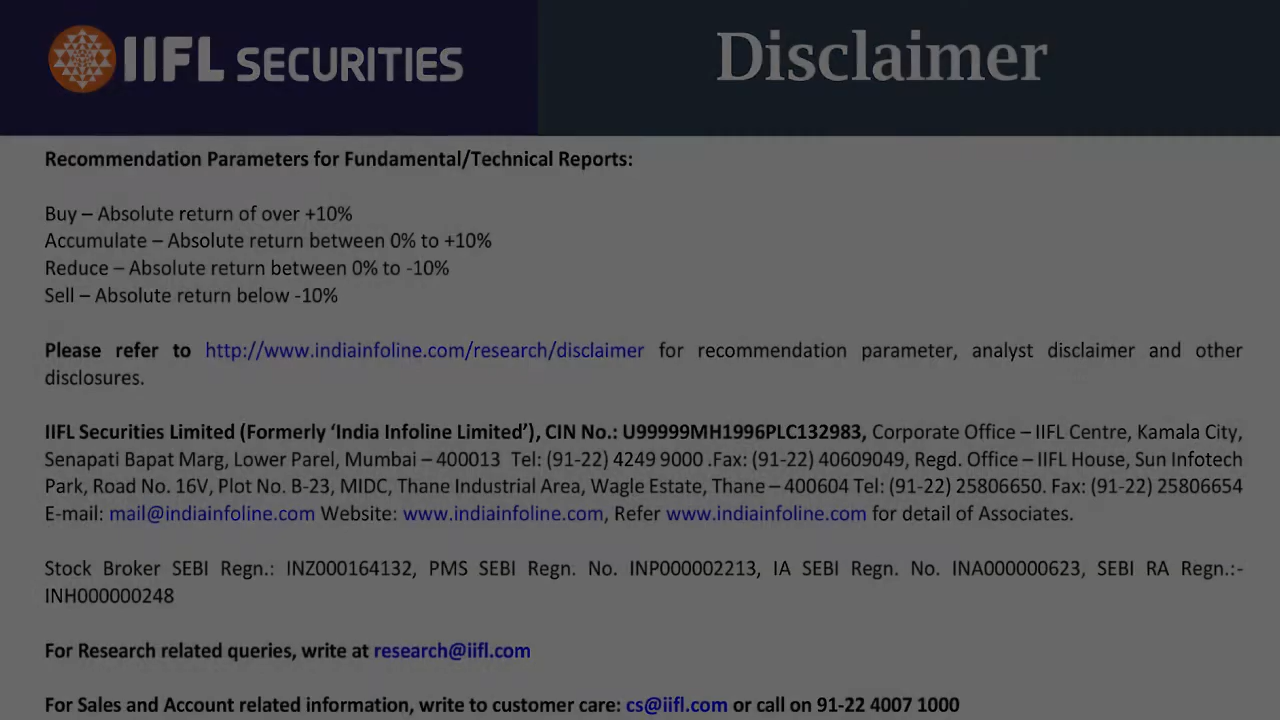 IIFL SECURITIES
Disclaimer
Recommendation Parameters for Fundamental/Technical Reports:
Buy – Absolute return of over +10%
Accumulate – Absolute return between 0% to +10%
Reduce – Absolute return between 0% to -10%
Sell – Absolute return below -10%
Please refer to http://www.indiainfoline.com/research/disclaimer for recommendation parameter, analyst disclaimer and other
disclosures.
IIFL Securities Limited (Formerly ‘India Infoline Limited’), CIN No.: U99999MH1996PLC132983, Corporate Office – IIFL Centre, Kamala City,
Senapati Bapat Marg, Lower Parel, Mumbai – 400013 Tel: (91-22) 4249 9000 .Fax: (91-22) 40609049, Regd. Office – IIFL House, Sun Infotech
Park, Road No. 16V, Plot No. B-23, MIDC, Thane Industrial Area, Wagle Estate, Thane – 400604 Tel: (91-22) 25806650. Fax: (91-22) 25806654
E-mail: mail@indiainfoline.com Website: www.indiainfoline.com, Refer www.indiainfoline.com for detail of Associates.
Stock Broker SEBI Regn.: INZ000164132, PMS SEBI Regn. No. INP000002213, IA SEBI Regn. No. INA000000623, SEBI RA Regn.:-
INH000000248
For Research related queries, write at research@iifl.com
For Sales and Account related information, write to customer care: cs@iifl.com or call on 91-22 4007 1000